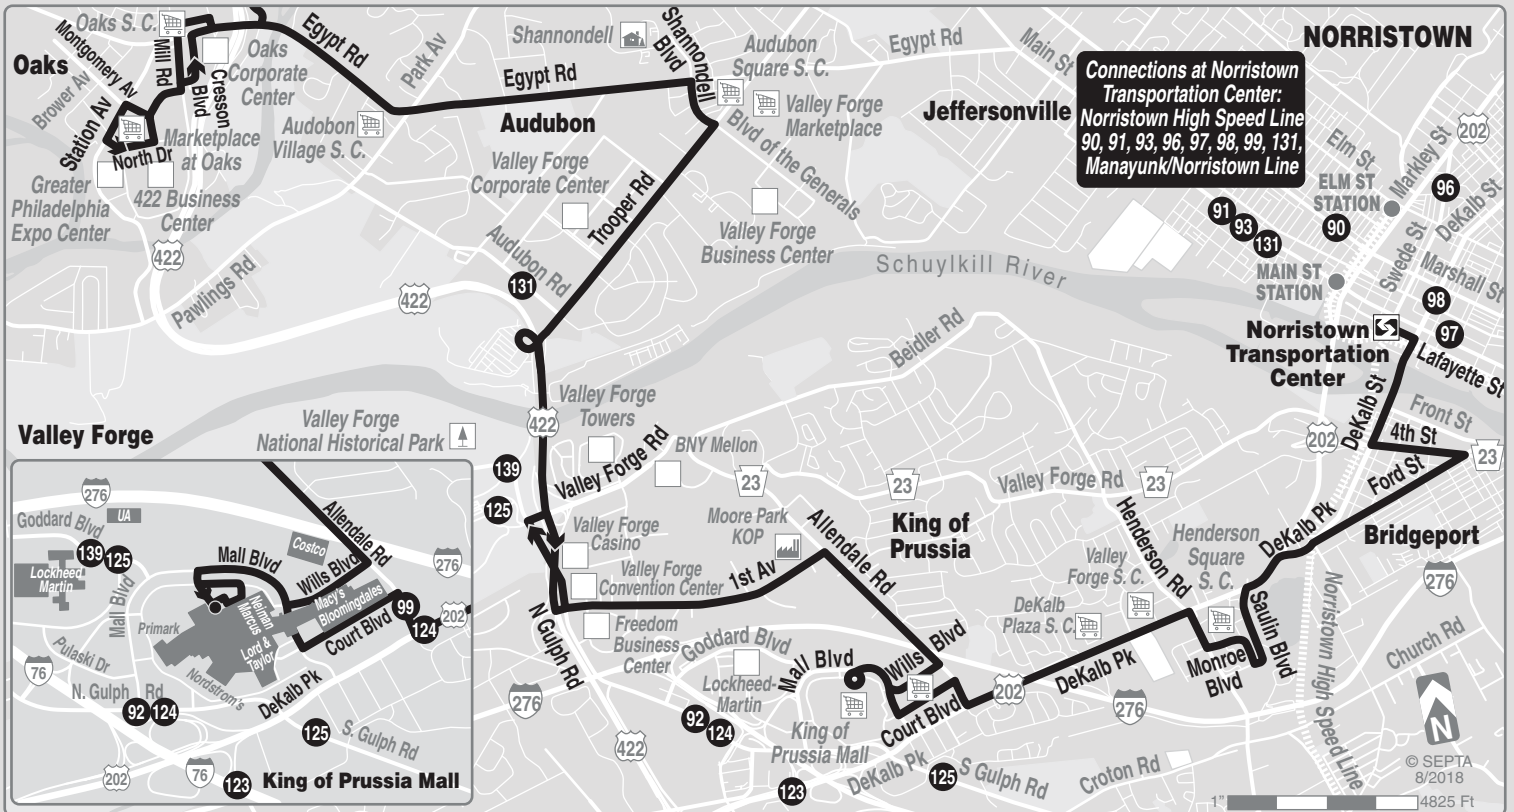 Oaks S. C.
Montgomery Av
Mill Rd
Oaks
Brower Av
Station Av
Cresson
Blvd
Oaks
Corporate
Center
Marketplace
at Oaks
North Dr
Greater
Philadelphia
Expo Center
422 Business
Center
422
Pawlings Rd
Egypt Rd
Park Av
Audobon
Village S. C.
Shannondell
Shannondell
Blvd
Egypt Rd
Audubon
Valley Forge
Corporate Center
Audubon
Square S. C.
Valley Forge
Marketplace
Blvd of the Generals
Egypt Rd
Main St
Jeffersonville
Trooper Rd
Audubon Rd
131
422
Valley Forge
Business Center
Schuylkill River
NORRISTOWN
Connections at Norristown
Transportation Center:
Norristown High Speed Line
90, 91, 93, 96, 97, 98, 99, 131,
Manayunk/Norristown Line
202
Elm St
Markley St
ELM ST
STATION
96
DeKalb St
91
93
131
90
Swede St
Marshall St
MAIN ST
STATION
98
97
Norristown
Transportation
Center
Lafayette St
DeKalb St
Front St
4th St
23
202
Ford St
Beidler Rd
Valley Forge
Valley Forge
National Historical Park
422
Valley Forge
Towers
Valley Forge Rd
BNY Mellon
139
125
Valley Forge
Casino
Valley Forge
Convention Center
23
23
Valley Forge Rd
23
Moore Park
KOP
1st Av
Allendale Rd
King of
Prussia
Henderson Rd
Henderson
Square
S. C.
DeKalb Pk
Bridgeport
276
Valley
Forge S. C.
DeKalb
Plaza S. C.
Monroe
Blvd
Saulin Blvd
Norristown High Speed Line
Church Rd
N Gulph Rd
Freedom
Business
Center
Goddard Blvd
Lockheed-
Martin
Mall Blvd
Wills Blvd
Court Blvd
202
DeKalb Pk
276
276
92
124
422
King of
Prussia Mall
DeKalb Pk
123
125
S Gulph Rd
Croton Rd
N
© SEPTA
8/2018
1"
4825 Ft
276
Goddard Blvd
UA
139
125
Lockheed
Martin
Mall Blvd
Mall Blvd
Costco
Wills Blvd
Allendale Rd
276
Macy's
Bloomingdales
Neiman
Marcus
Lord &
Taylor
Primark
Nordstrom's
Court Blvd
99
124
202
Pulaski Dr
76
N. Gulph Rd
92
124
DeKalb Pk
125
S. Gulph Rd
202
76
123
King of Prussia Mall